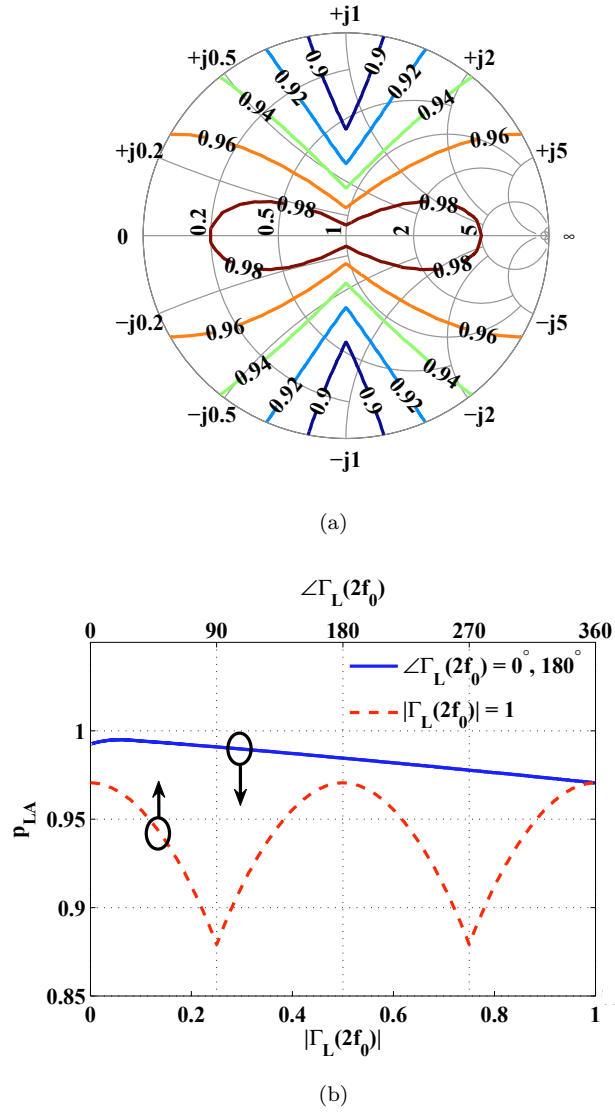 +j1
+j0.5 +j2
0.9 0.9
0.92 0.92
0.94 0.94
+j0.2 0.96 0.96 +j5
0.98 0.98
0 0.2 0.5 1 2 5 ∞
0.98 0.98
−j0.2 0.96 0.96 −j5
0.94 0.94
0.92 0.92
0.9 0.9
−j0.5 −j2
−j1
(a)
∠Γ_L(2f_0)
0 90 180 270 360
∠Γ_L(2f_0) = 0°, 180°
|Γ_L(2f_0)| = 1
1
0.95
0.9
0.85
p_LA
0 0.2 0.4 0.6 0.8 1
|Γ_L(2f_0)|
(b)